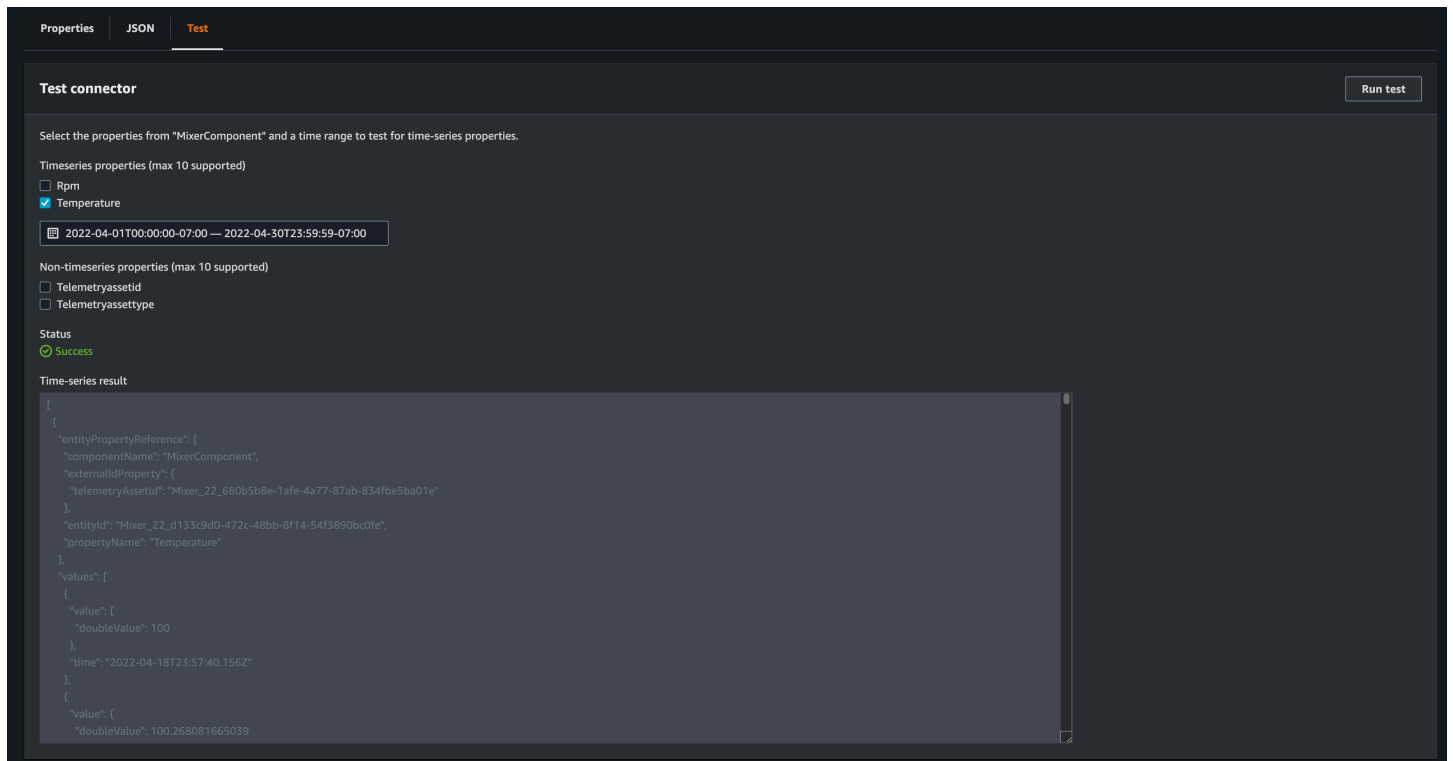 Properties JSON Test
Test connector
Run test
Select the properties from "MixerComponent" and a time range to test for time-series properties.
Timeseries properties (max 10 supported)
Rpm
Temperature
2022-04-01T00:00:00-07:00 — 2022-04-30T23:59:59-07:00
Non-timeseries properties (max 10 supported)
Telemetryassetid
Telemetryassettype
Status
Success
Time-series result
[
{
"entityPropertyReference": {
"componentName": "MixerComponent",
"externalIdProperty": {
"telemetryAssetId": "Mixer_22_680b5b8e-1afe-4a77-87ab-834fbe5ba01e"
},
"entityId": "Mixer_22_d133c9d0-472c-48bb-8f14-54f3890bc0fe",
"propertyName": "Temperature"
},
"values": [
{
"value": {
"doubleValue": 100
},
"time": "2022-04-18T23:57:40.156Z"
},
{
"value": {
"doubleValue": 100.268081665039